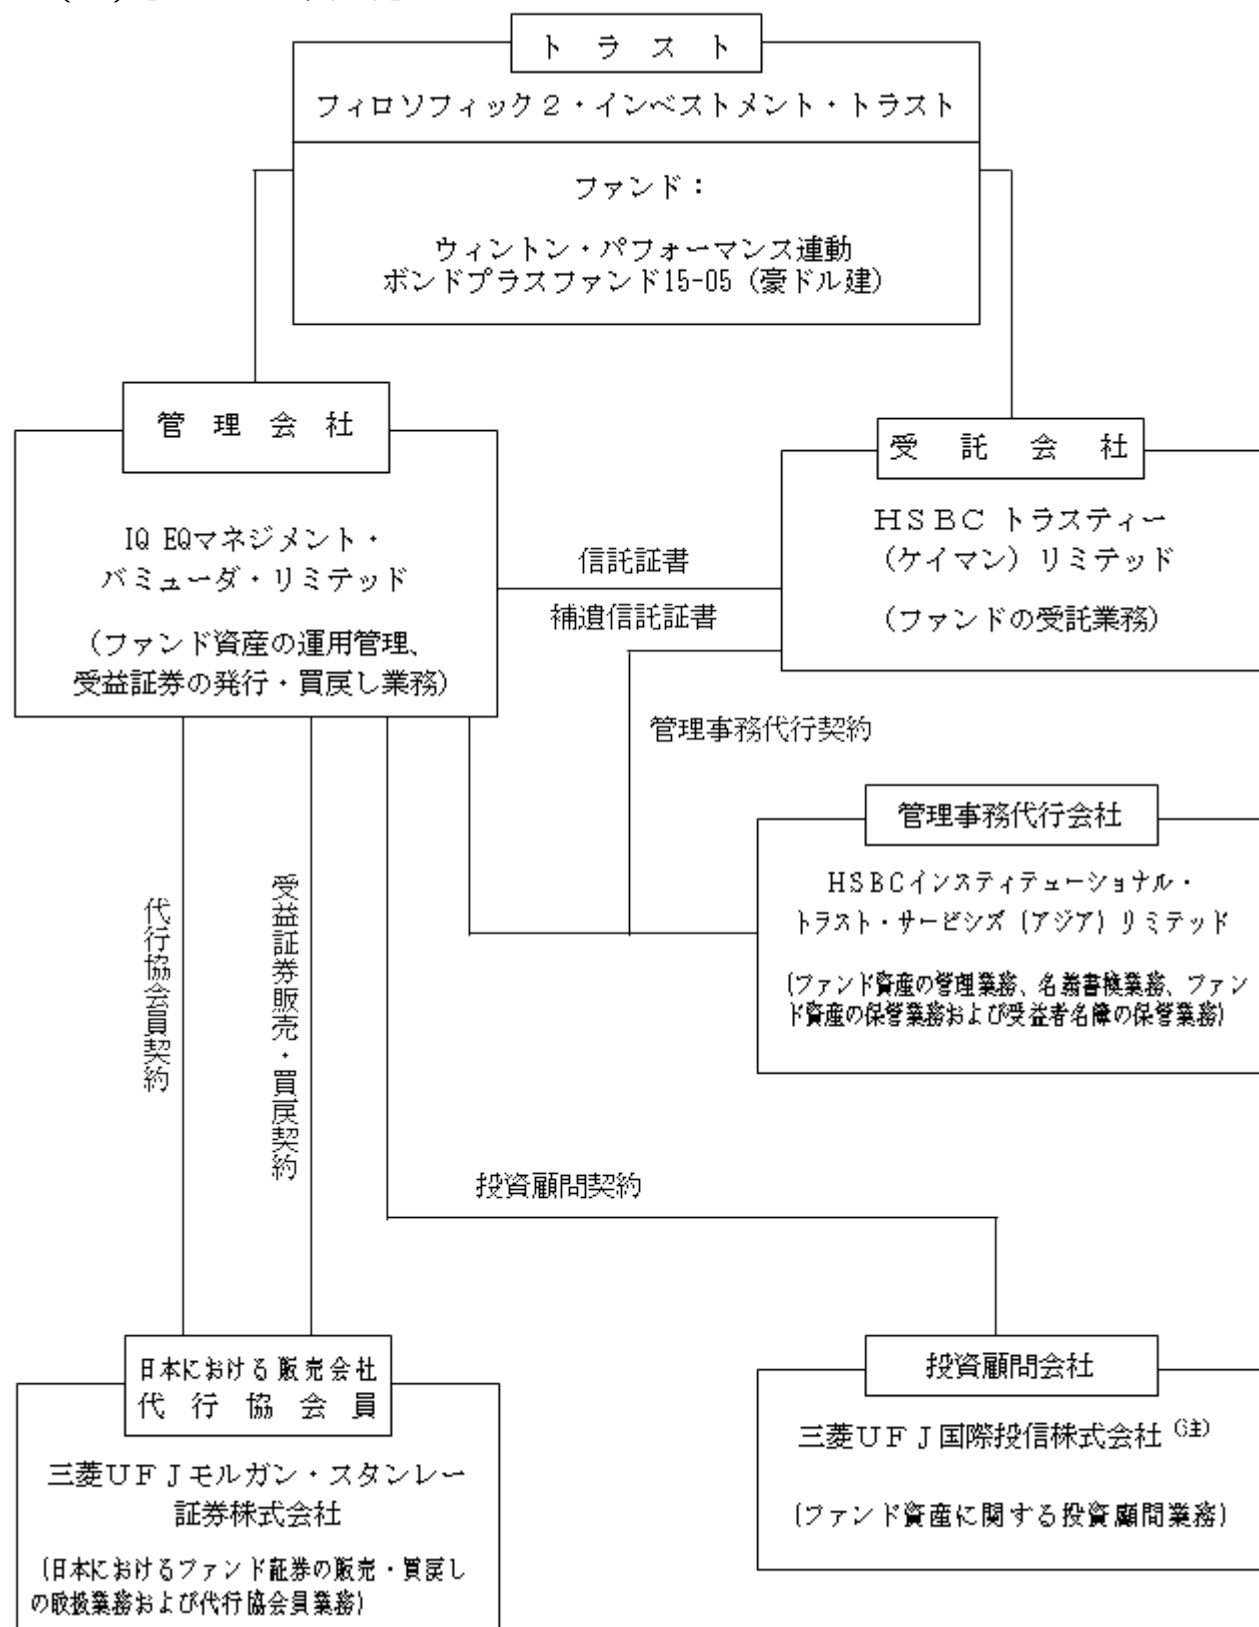 ト ラ ス ト
フィロソフィック２・インベストメント・トラスト
ファンド：
ウィントン・パフォーマンス連動
ボンドプラスファンド15-05（豪ドル建）
管 理 会 社
IQ EQマネジメント・
バミューダ・リミテッド
（ファンド資産の運用管理、
受益証券の発行・買戻し業務）
受 託 会 社
ＨＳＢＣ トラスティー
（ケイマン）リミテッド
（ファンドの受託業務）
信託証書
補遺信託証書
管理事務代行契約
管理事務代行会社
ＨＳＢＣインスティテューショナル・
トラスト・サービシズ（アジア）リミテッド
（ファンド資産の管理業務、名義書換業務、ファン
ド資産の保管業務および受益者名簿の保管業務）
代行協会員契約
受益証券販売・買戻契約
投資顧問契約
日本における販売会社
代 行 協 会 員
三菱ＵＦＪモルガン・スタンレー
証券株式会社
（日本におけるファンド証券の販売・買戻し
の取扱業務および代行協会員業務）
投資顧問会社
三菱ＵＦＪ国際投信株式会社（注）
（ファンド資産に関する投資顧問業務）